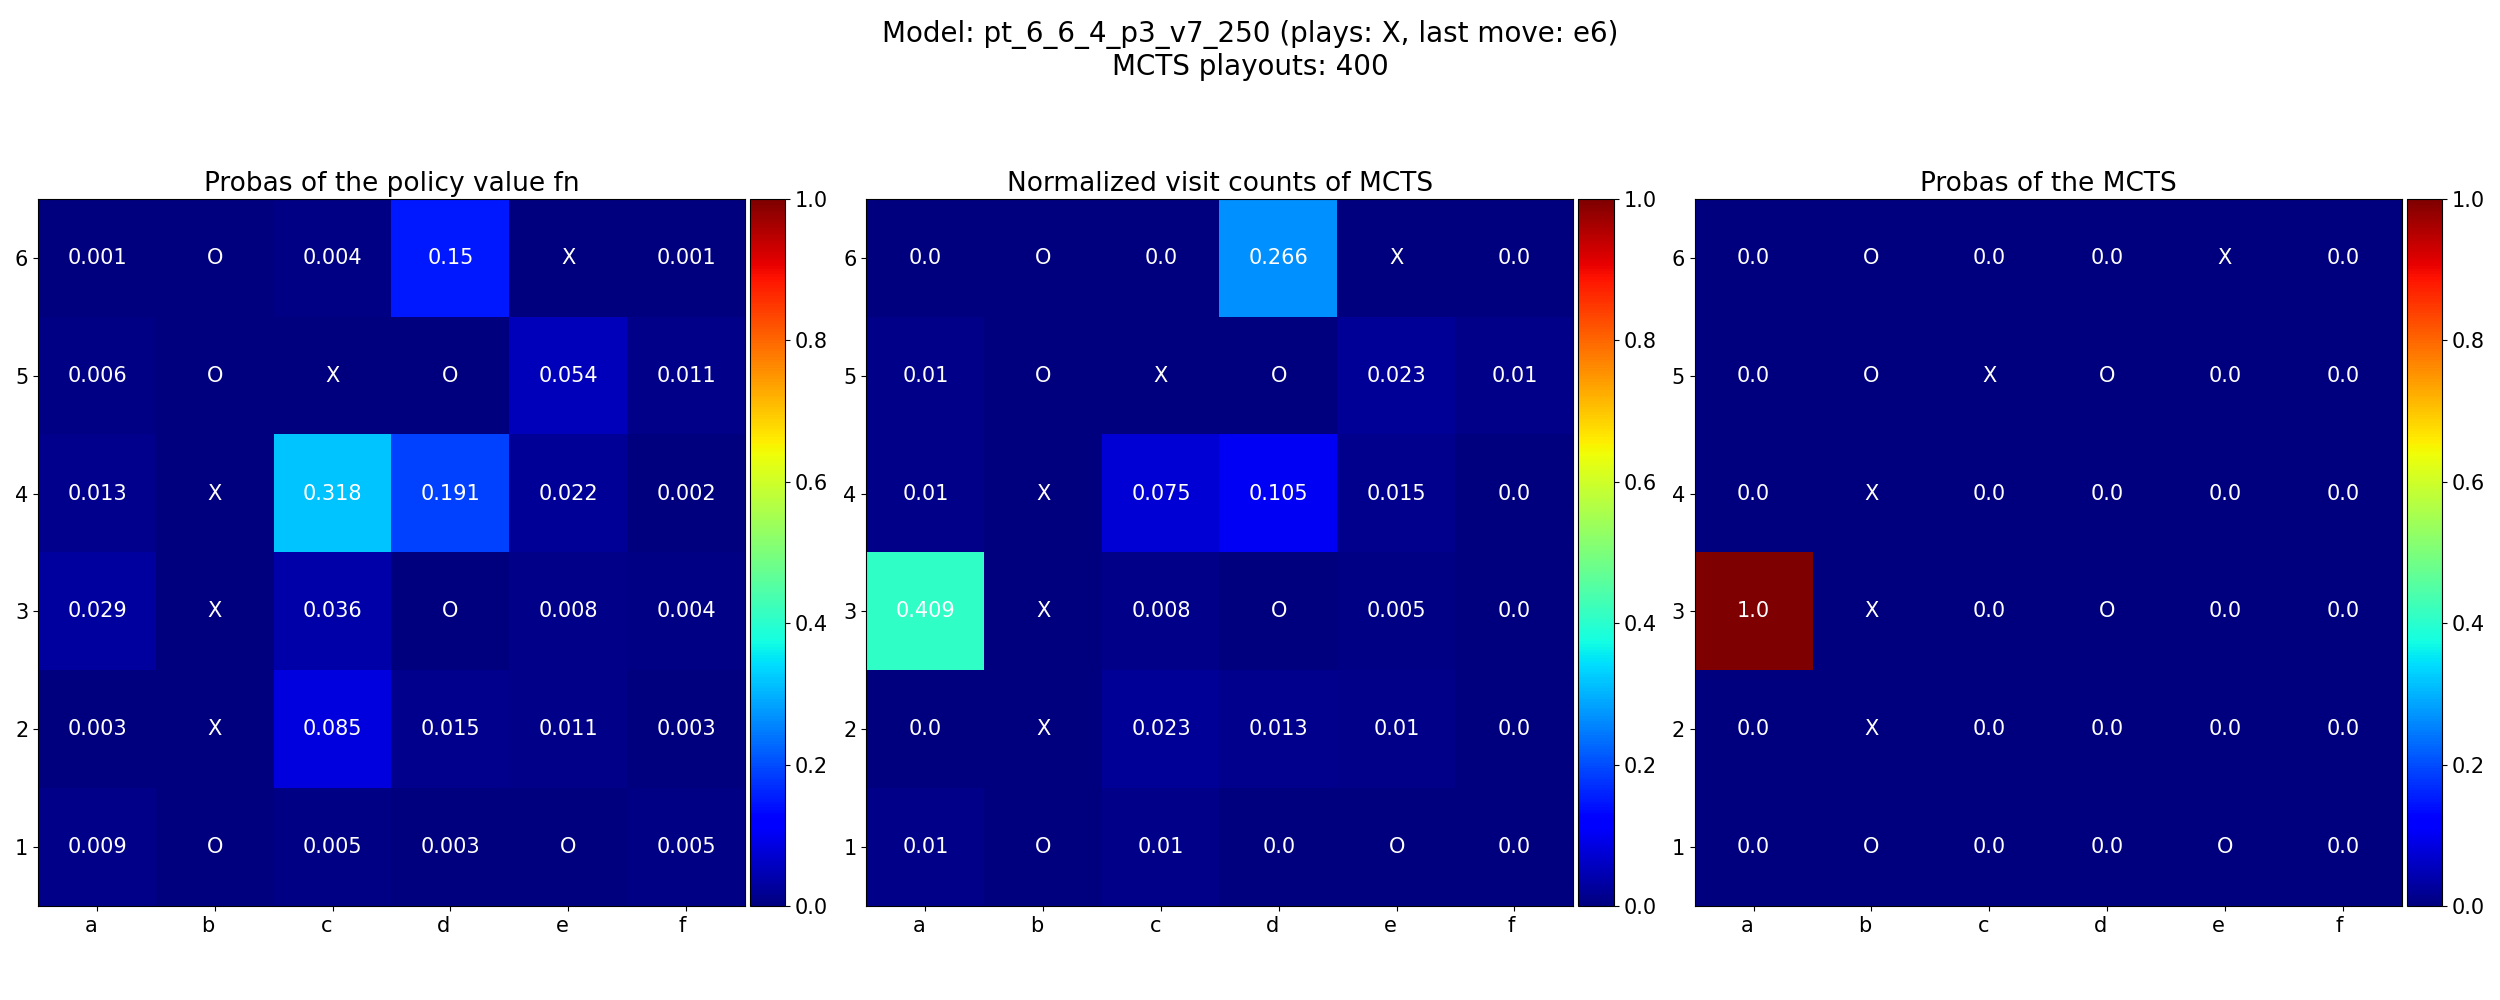 Model: pt_6_6_4_p3_v7_250 (plays: X, last move: e6)
MCTS playouts: 400
Probas of the policy value fn
6 0.001 O 0.004 0.15 X 0.001
5 0.006 O X O 0.054 0.011
4 0.013 X 0.318 0.191 0.022 0.002
3 0.029 X 0.036 O 0.008 0.004
2 0.003 X 0.085 0.015 0.011 0.003
1 0.009 O 0.005 0.003 O 0.005
a b c d e f
1.0
0.8
0.6
0.4
0.2
0.0
Normalized visit counts of MCTS
6 0.0 O 0.0 0.266 X 0.0
5 0.01 O X O 0.023 0.01
4 0.01 X 0.075 0.105 0.015 0.0
3 0.409 X 0.008 O 0.005 0.0
2 0.0 X 0.023 0.013 0.01 0.0
1 0.01 O 0.01 0.0 O 0.0
a b c d e f
1.0
0.8
0.6
0.4
0.2
0.0
Probas of the MCTS
6 0.0 O 0.0 0.0 X 0.0
5 0.0 O X O 0.0 0.0
4 0.0 X 0.0 0.0 0.0 0.0
3 1.0 X 0.0 O 0.0 0.0
2 0.0 X 0.0 0.0 0.0 0.0
1 0.0 O 0.0 0.0 O 0.0
a b c d e f
1.0
0.8
0.6
0.4
0.2
0.0